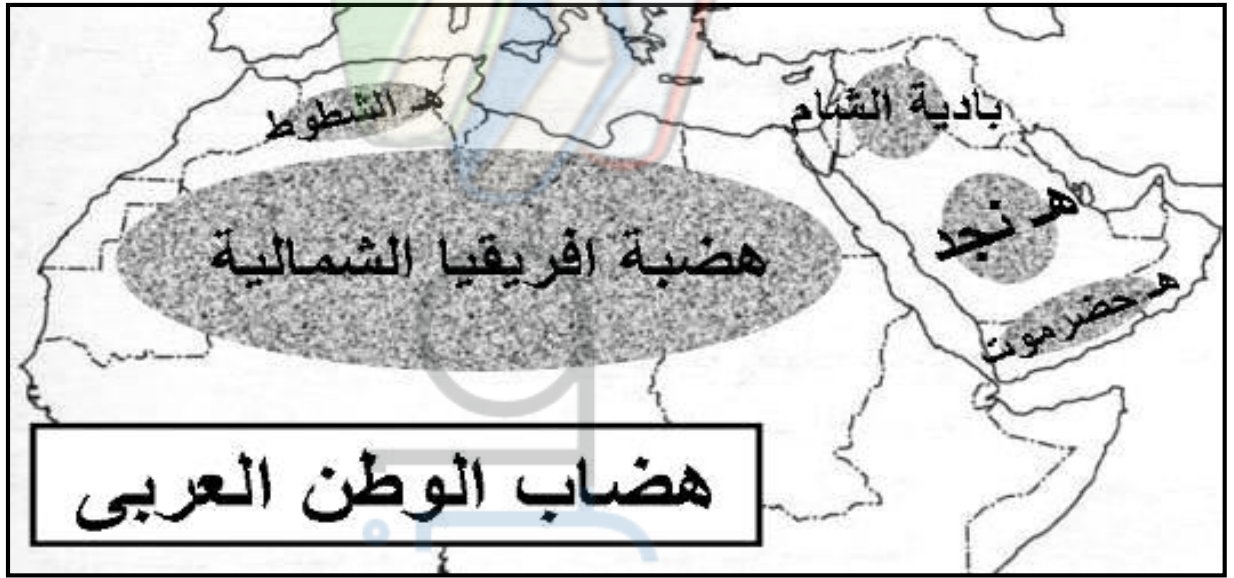 هـ الشطوط
بادية الشام
هـ نجد
هضبة افريقيا الشمالية
هـ حضرموت
هضاب الوطن العربى